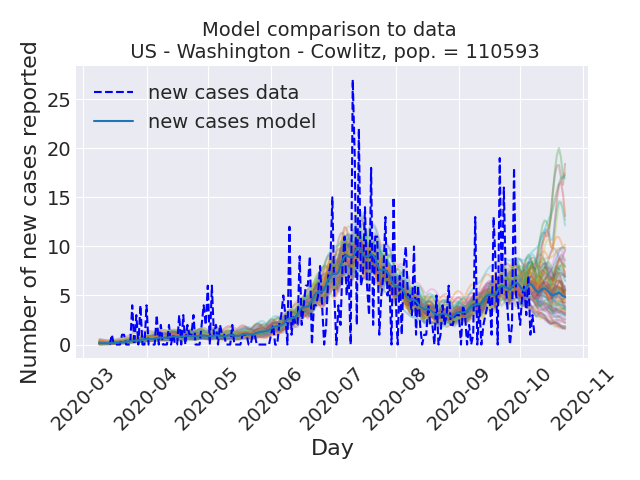 Model comparison to data
US - Washington - Cowlitz, pop. = 110593
Number of new cases reported
25
20
15
10
5
0
new cases data
new cases model
2020-03
2020-04
2020-05
2020-06
2020-07
2020-08
2020-09
2020-10
2020-11
Day